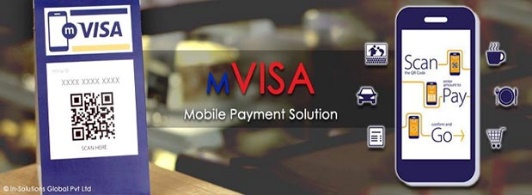 m VISA
XXXX XXXX XXXX
SCAN HERE
mVISA
Mobile Payment Solution
Scan
the QR Code
Pay
Go
confirm and
© In-Solutions Global Pvt Ltd